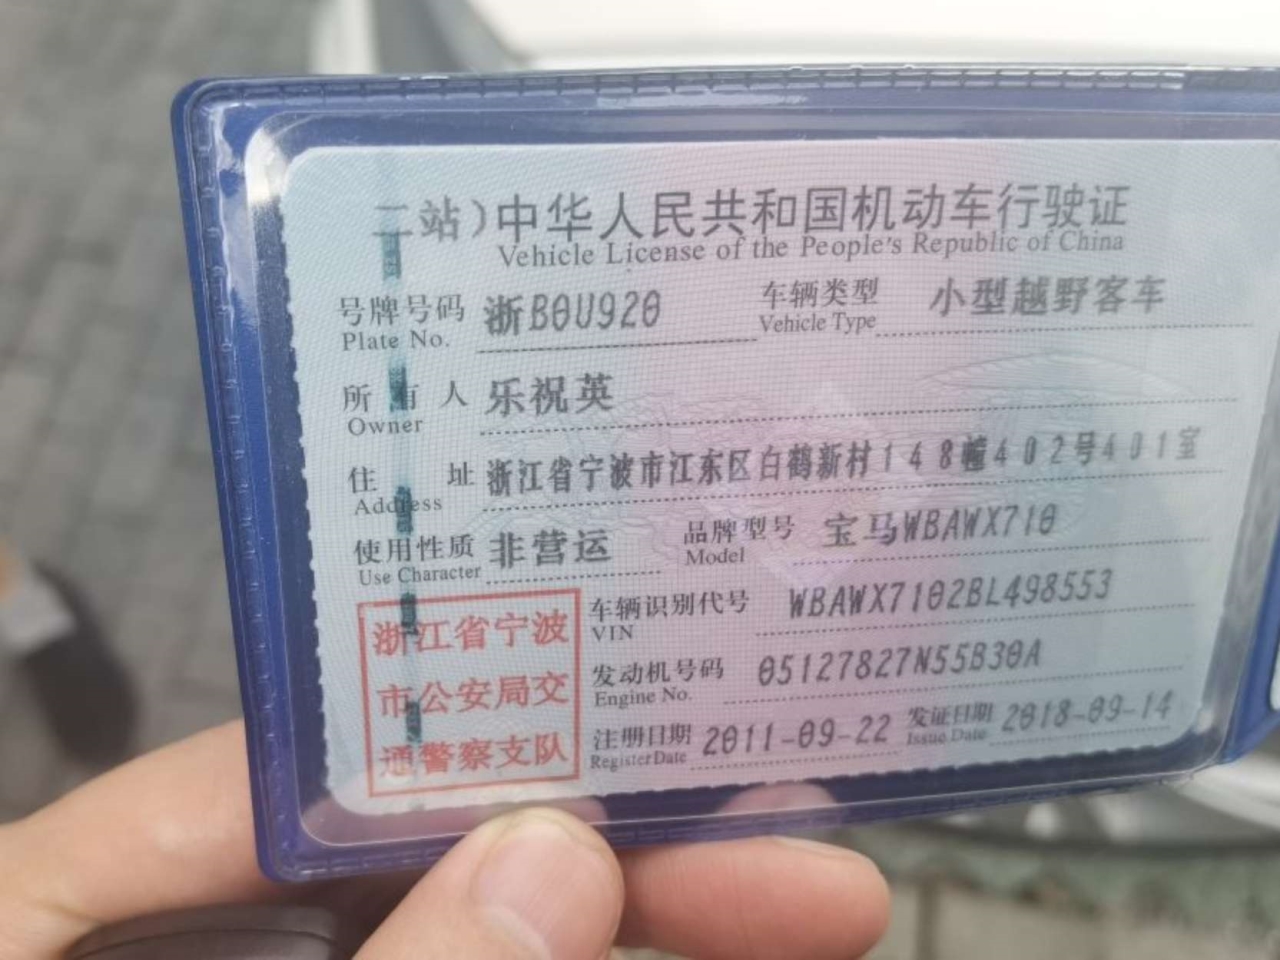 二站)中华人民共和国机动车行驶证
Vehicle License of the People's Republic of China
号牌号码 浙B0U920 车辆类型 小型越野客车
Plate No. Vehicle Type
所有人 乐祝英
Owner
住址 浙江省宁波市江东区白鹤新村148幢402号401室
Address
使用性质 非营运 品牌型号 宝马WBAWX710
Use Character Model
浙江省宁波 车辆识别代号 WBAWX7102BL498553
VIN
市公安局交 发动机号码 05127827N55B30A
Engine No.
通警察支队 注册日期 2011-09-22 发证日期 2018-09-14
Register Date Issue Date